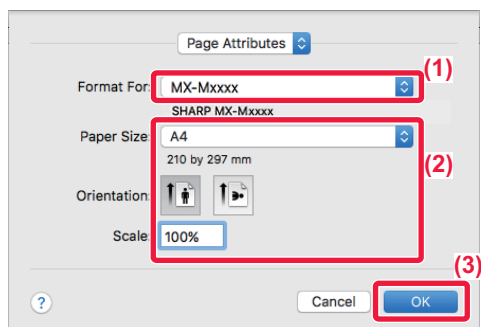 Page Attributes
(1)
Format For: MX-Mxxxx
SHARP MX-Mxxxx
Paper Size: A4
210 by 297 mm
(2)
Orientation:
Scale: 100%
(3)
? Cancel OK